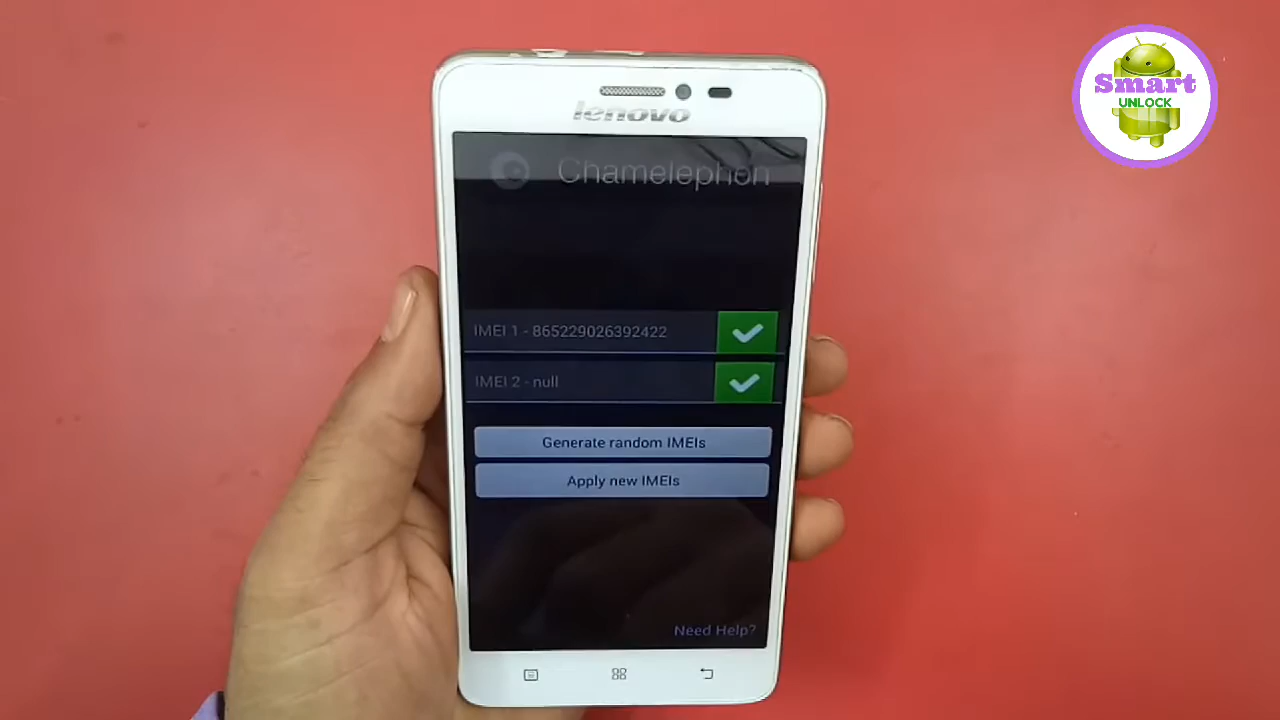 Smart
UNLOCK
lenovo
Chamelephon
IMEI 1 - 865229026392422
IMEI 2 - null
Generate random IMEIs
Apply new IMEIs
Need Help?